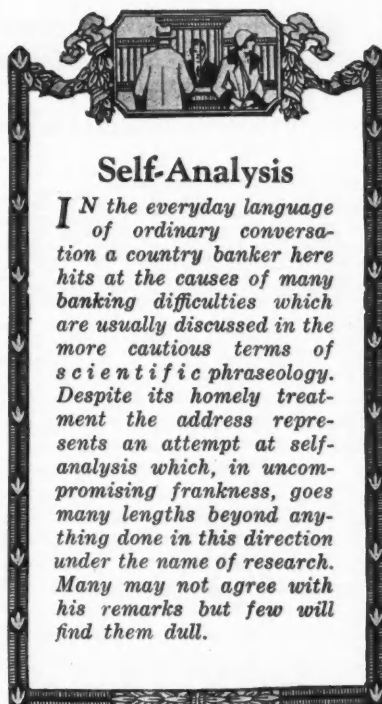 Self-Analysis
IN the everyday language
of ordinary conversa-
tion a country banker here
hits at the causes of many
banking difficulties which
are usually discussed in the
more cautious terms of
scientific phraseology.
Despite its homely treat-
ment the address repre-
sents an attempt at self-
analysis which, in uncom-
promising frankness, goes
many lengths beyond any-
thing done in this direction
under the name of research.
Many may not agree with
his remarks but few will
find them dull.